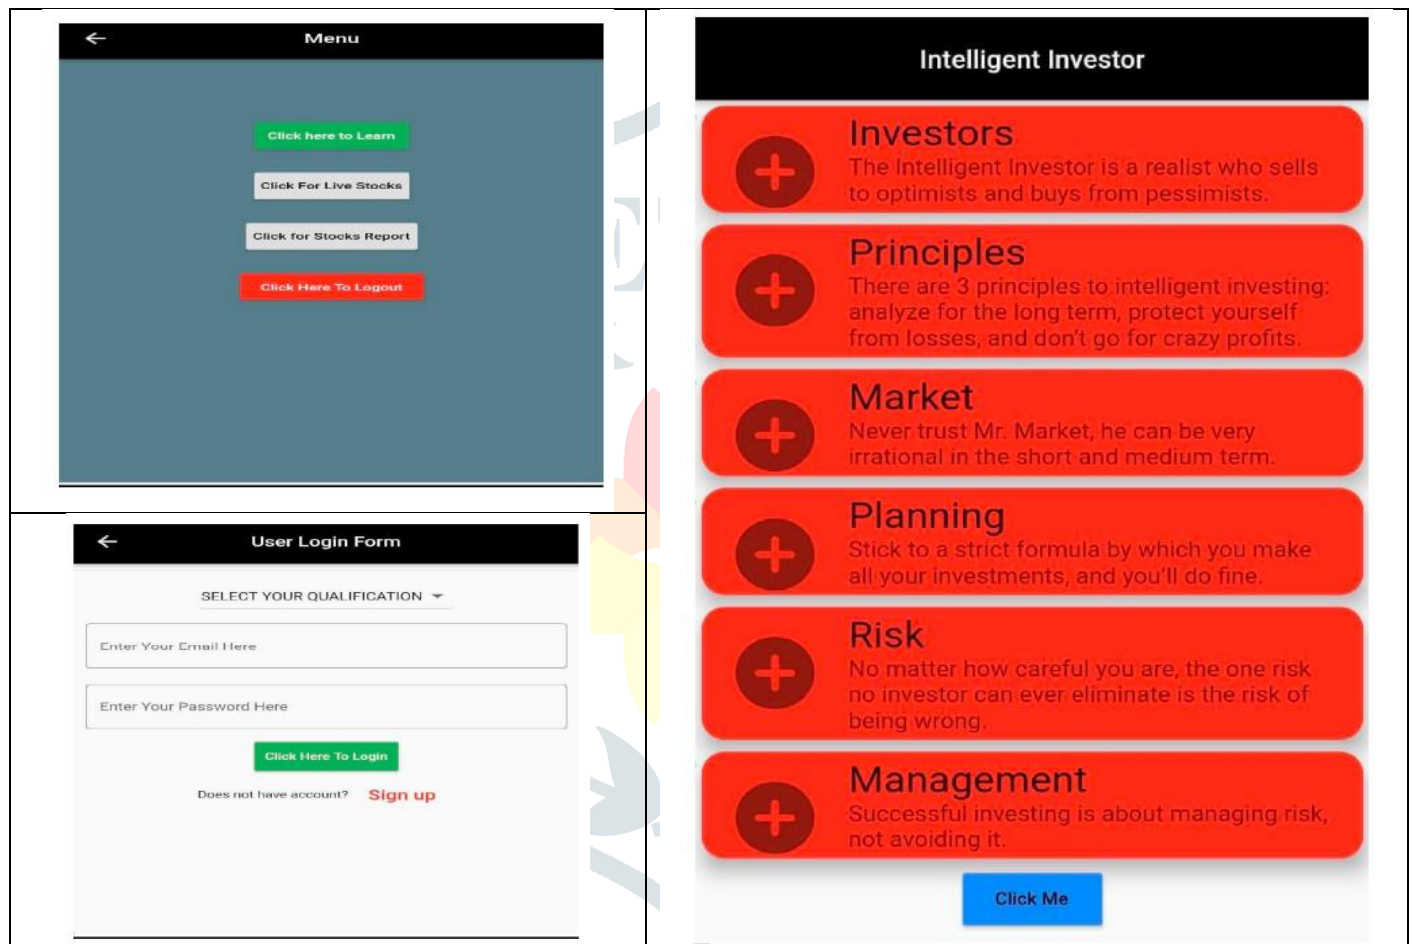 Menu
Click here to Learn
Click For Live Stocks
Click for Stocks Report
Click Here To Logout
User Login Form
SELECT YOUR QUALIFICATION
Enter Your Email Here
Enter Your Password Here
Click Here To Login
Does not have account? Sign up
Intelligent Investor
Investors
The Intelligent Investor is a realist who sells
to optimists and buys from pessimists.
Principles
There are 3 principles to intelligent investing:
analyze for the long term, protect yourself
from losses, and don't go for crazy profits.
Market
Never trust Mr. Market, he can be very
irrational in the short and medium term.
Planning
Stick to a strict formula by which you make
all your investments, and you'll do fine.
Risk
No matter how careful you are, the one risk
no investor can ever eliminate is the risk of
being wrong.
Management
Successful investing is about managing risk,
not avoiding it.
Click Me